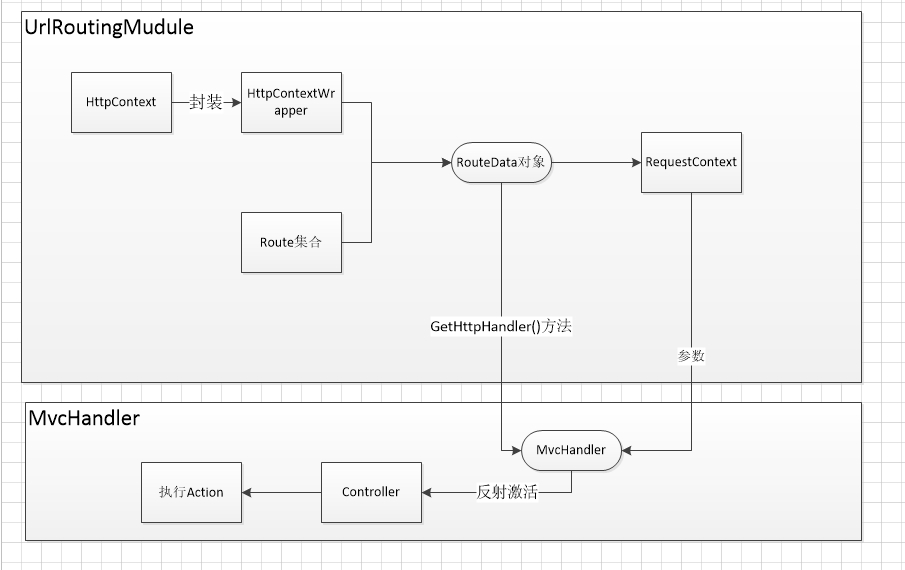 UrlRoutingMudule
HttpContext
封装
HttpContextWr
apper
RouteData对象
RequestContext
Route集合
GetHttpHandler()方法
参数
MvcHandler
MvcHandler
执行Action
Controller
反射激活